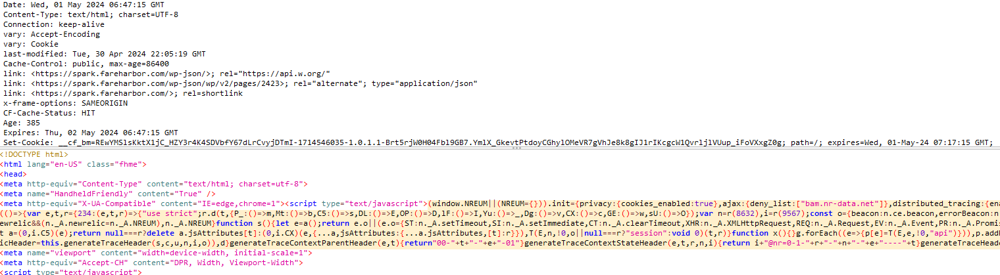 Date: Wed, 01 May 2024 06:47:15 GMT
Content-Type: text/html; charset=UTF-8
Connection: keep-alive
vary: Accept-Encoding
vary: Cookie
last-modified: Tue, 30 Apr 2024 22:05:19 GMT
Cache-Control: public, max-age=86400
link: <https://spark.fareharbor.com/wp-json/>; rel="https://api.w.org/"
link: <https://spark.fareharbor.com/wp-json/wp/v2/pages/2423>; rel="alternate"; type="application/json"
link: <https://spark.fareharbor.com/>; rel=shortlink
x-frame-options: SAMEORIGIN
CF-Cache-Status: HIT
Age: 385
Expires: Thu, 02 May 2024 06:47:15 GMT
Set-Cookie: __cf_bm=REwYMSlsKktX1jC_HZY3r4K4SDVbfY67dLrCvyjDTmI-1714546035-1.0.1.1-Brt5rjW0H04Fbl9GB7.YmlX_GkevtPtdoyCGhylOMeVR7gVhJe8k8gIJ1rIKcgcW1QvrljlVUup_iFoVXxgZ0g; path=/; expires=Wed, 01-May-24 07:17:15 GMT;
<!DOCTYPE html>
<html lang="en-US" class="fhme">
<head>
<meta http-equiv="Content-Type" content="text/html; charset=utf-8">
<meta name="HandheldFriendly" content="True" />
<meta http-equiv="X-UA-Compatible" content="IE=edge,chrome=1"><script type="text/javascript">(window.NREUM||(NREUM={})).init={privacy:{cookies_enabled:true},ajax:{deny_list:["bam.nr-data.net"]},distributed_tracing:{ena
(()=>{var e,t,r={234:(e,t,r)=>{"use strict";r.d(t,{P_:()=>m,Mt:()=>b,C5:()=>s,DL:()=>E,OP:()=>D,lF:()=>I,Yu:()=>_,Dg:()=>v,CX:()=>c,GE:()=>w,sU:()=>O});var n=r(8632),i=r(9567);const o={beacon:n.ce.beacon,errorBeacon:n
ewrelic&&(n._A.newrelic=n._A.NREUM),n._A.NREUM}function s(){let e=a();return e.o||(e.o={ST:n._A.setTimeout,SI:n._A.setImmediate,CT:n._A.clearTimeout,XHR:n._A.XMLHttpRequest,REQ:n._A.Request,EV:n._A.Event,PR:n._A.Promis
t a=(0,i.C5)(e);return null===r?delete a.jsAttributes[t]:(0,i.CX)(e,{...a,jsAttributes:{...a.jsAttributes,[t]:r}}),T(E,n,!0,o||null===r?"session":void 0)(t,r)}function x(){}g.forEach((e=>{p[e]=T(E,e,!0,"api")})),p.addP
icHeader=this.generateTraceHeader(s,c,u,n,i,o)),d}generateTraceContextParentHeader(e,t){return"00-"+t+"-"+e+"-01"}generateTraceContextStateHeader(e,t,r,n,i){return i+"@nr=0-1-"+r+"-"+n+"-"+e+"----"+t}generateTraceHeade
<meta name="viewport" content="width=device-width, initial-scale=1">
<meta http-equiv="Accept-CH" content="DPR, Width, Viewport-Width">
<script type="text/javascript">